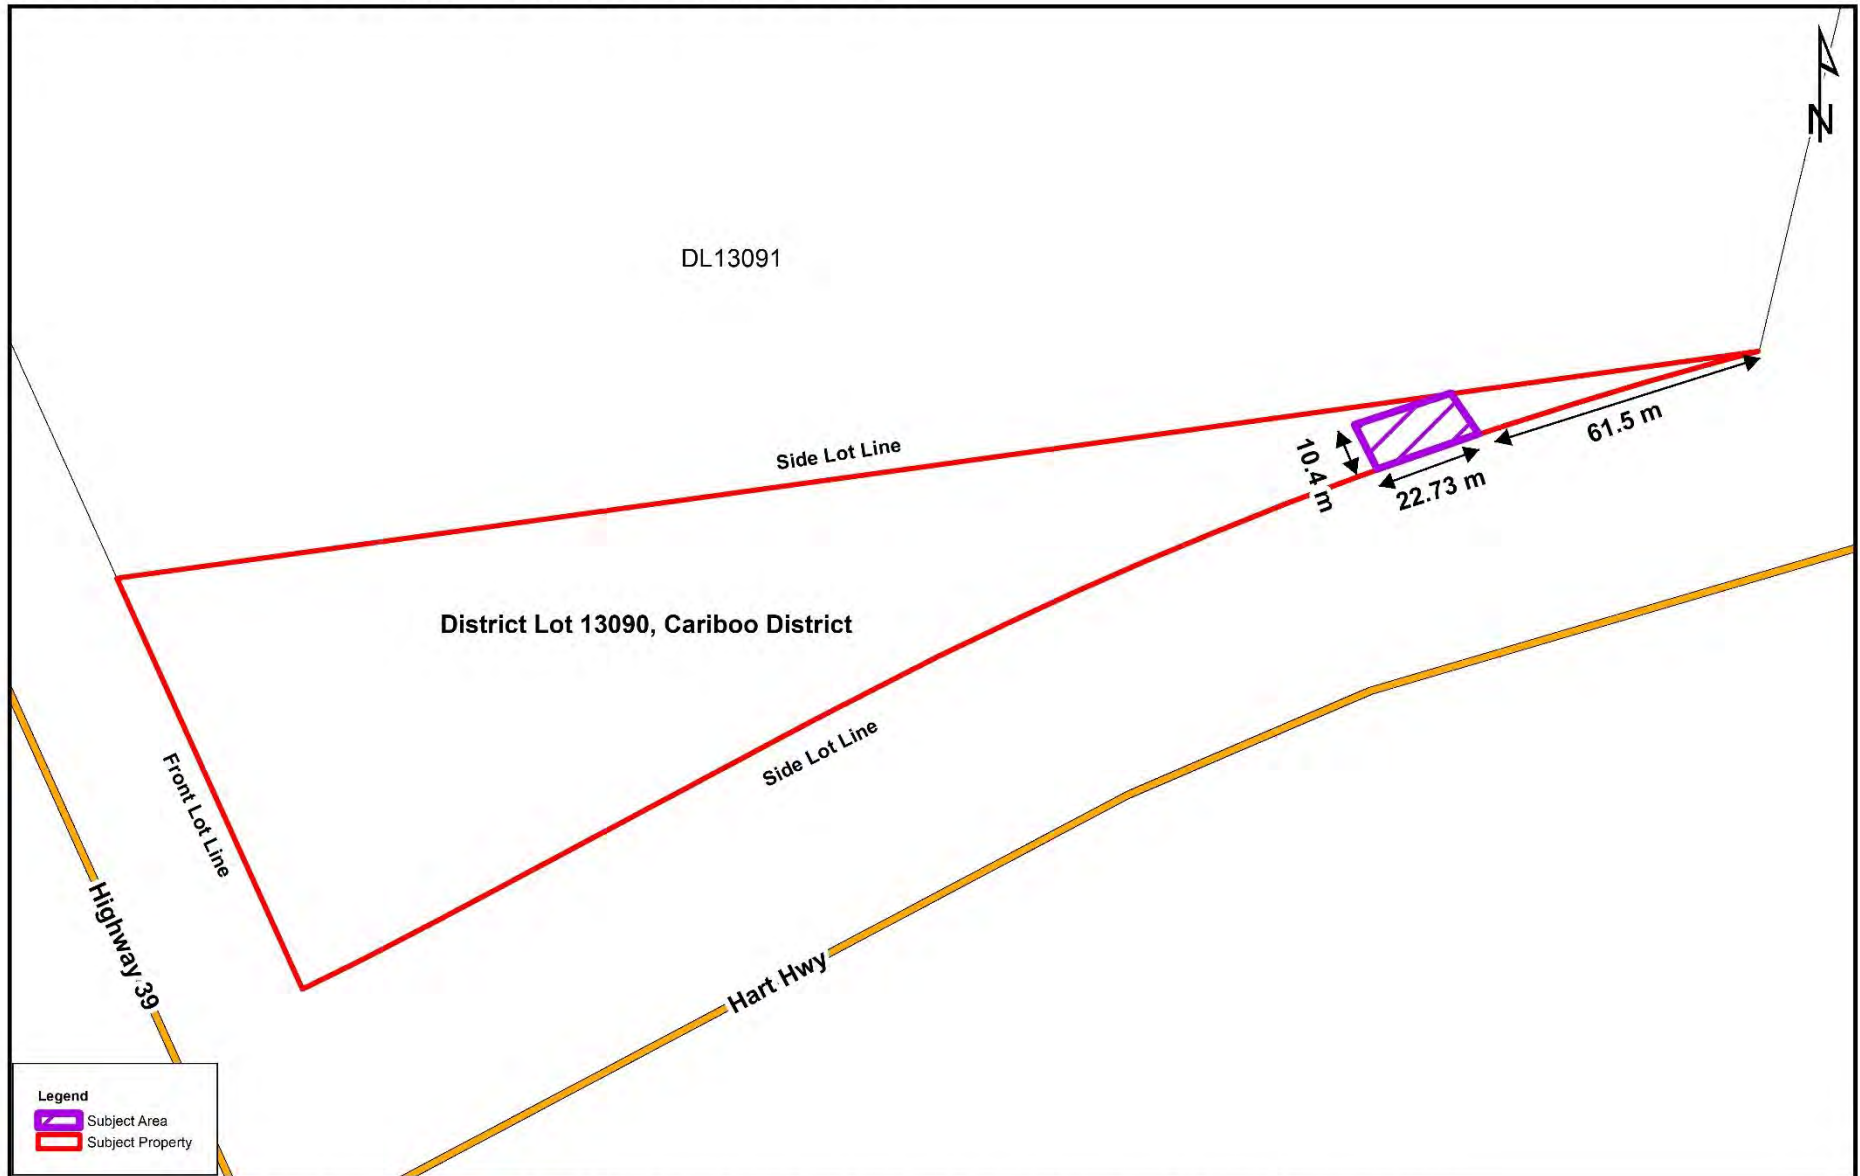 N
DL13091
61.5 m
Side Lot Line
10.4 m
22.73 m
District Lot 13090, Cariboo District
Side Lot Line
Front Lot Line
Highway 39
Hart Hwy
Legend
Subject Area
Subject Property